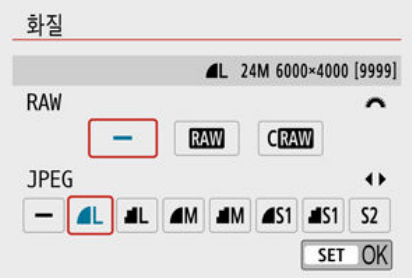 화질
L 24M 6000×4000 [9999]
RAW
– RAW CRAW
JPEG
– L L M M S1 S1 S2
SET OK